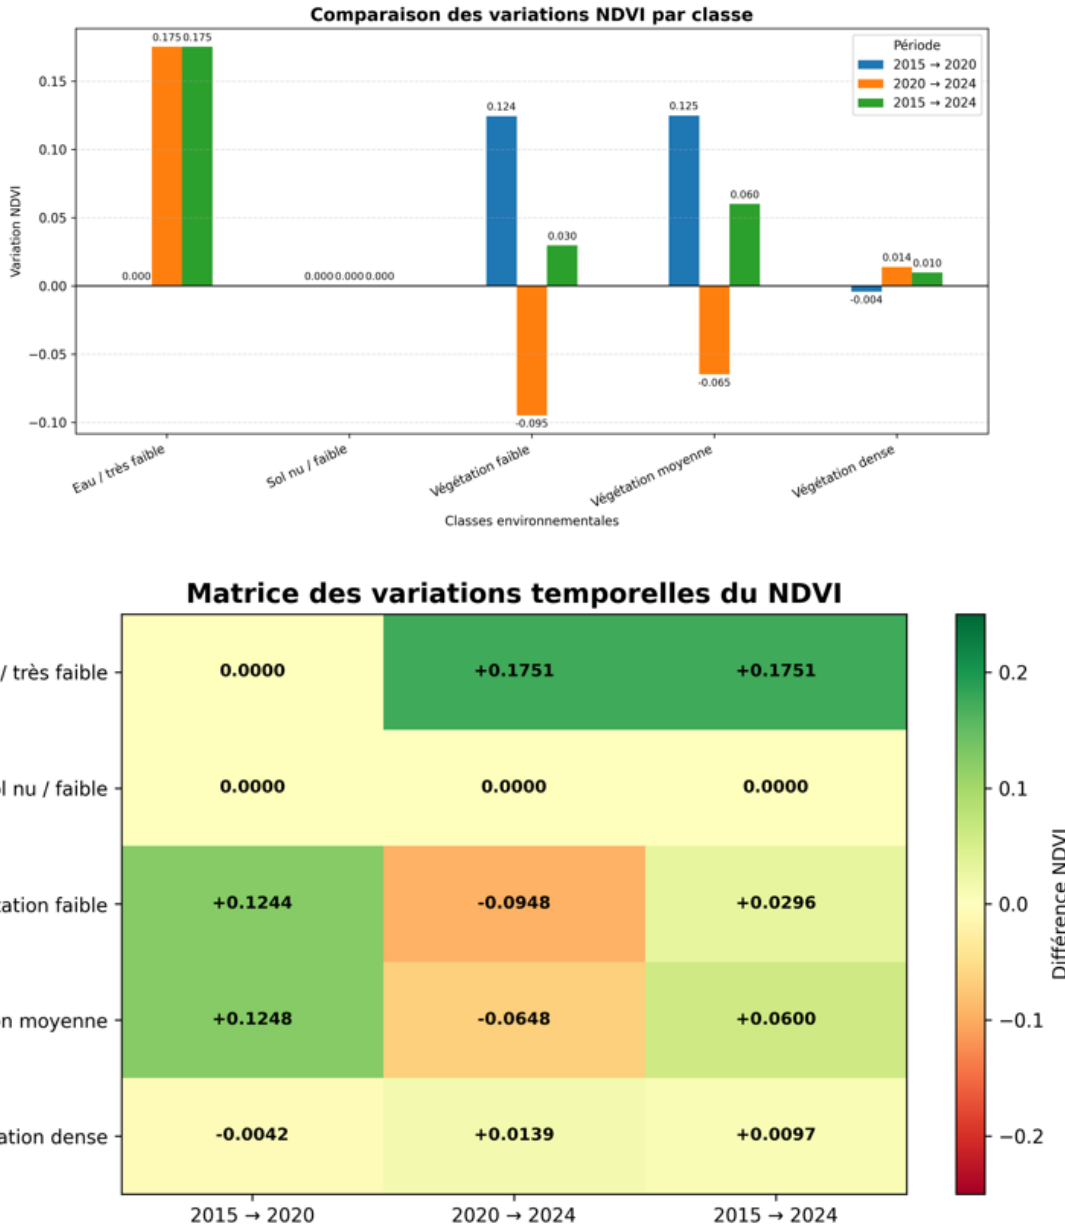 Comparaison des variations NDVI par classe
0.175 0.175
Période
2015 → 2020
2020 → 2024
2015 → 2024
0.15
0.124
0.125
0.10
Variation NDVI
0.05
0.060
0.030
0.000
0.000 0.000 0.000
0.014 0.010
0.00
-0.004
−0.05
-0.065
−0.10
-0.095
Eau / très faible
Sol nu / faible
Végétation faible
Végétation moyenne
Végétation dense
Classes environnementales
Matrice des variations temporelles du NDVI
/ très faible
0.0000
+0.1751
+0.1751
0.2
l nu / faible
0.0000
0.0000
0.0000
0.1
tation faible
+0.1244
-0.0948
+0.0296
0.0
Différence NDVI
n moyenne
+0.1248
-0.0648
+0.0600
−0.1
ation dense
-0.0042
+0.0139
+0.0097
−0.2
2015 → 2020
2020 → 2024
2015 → 2024